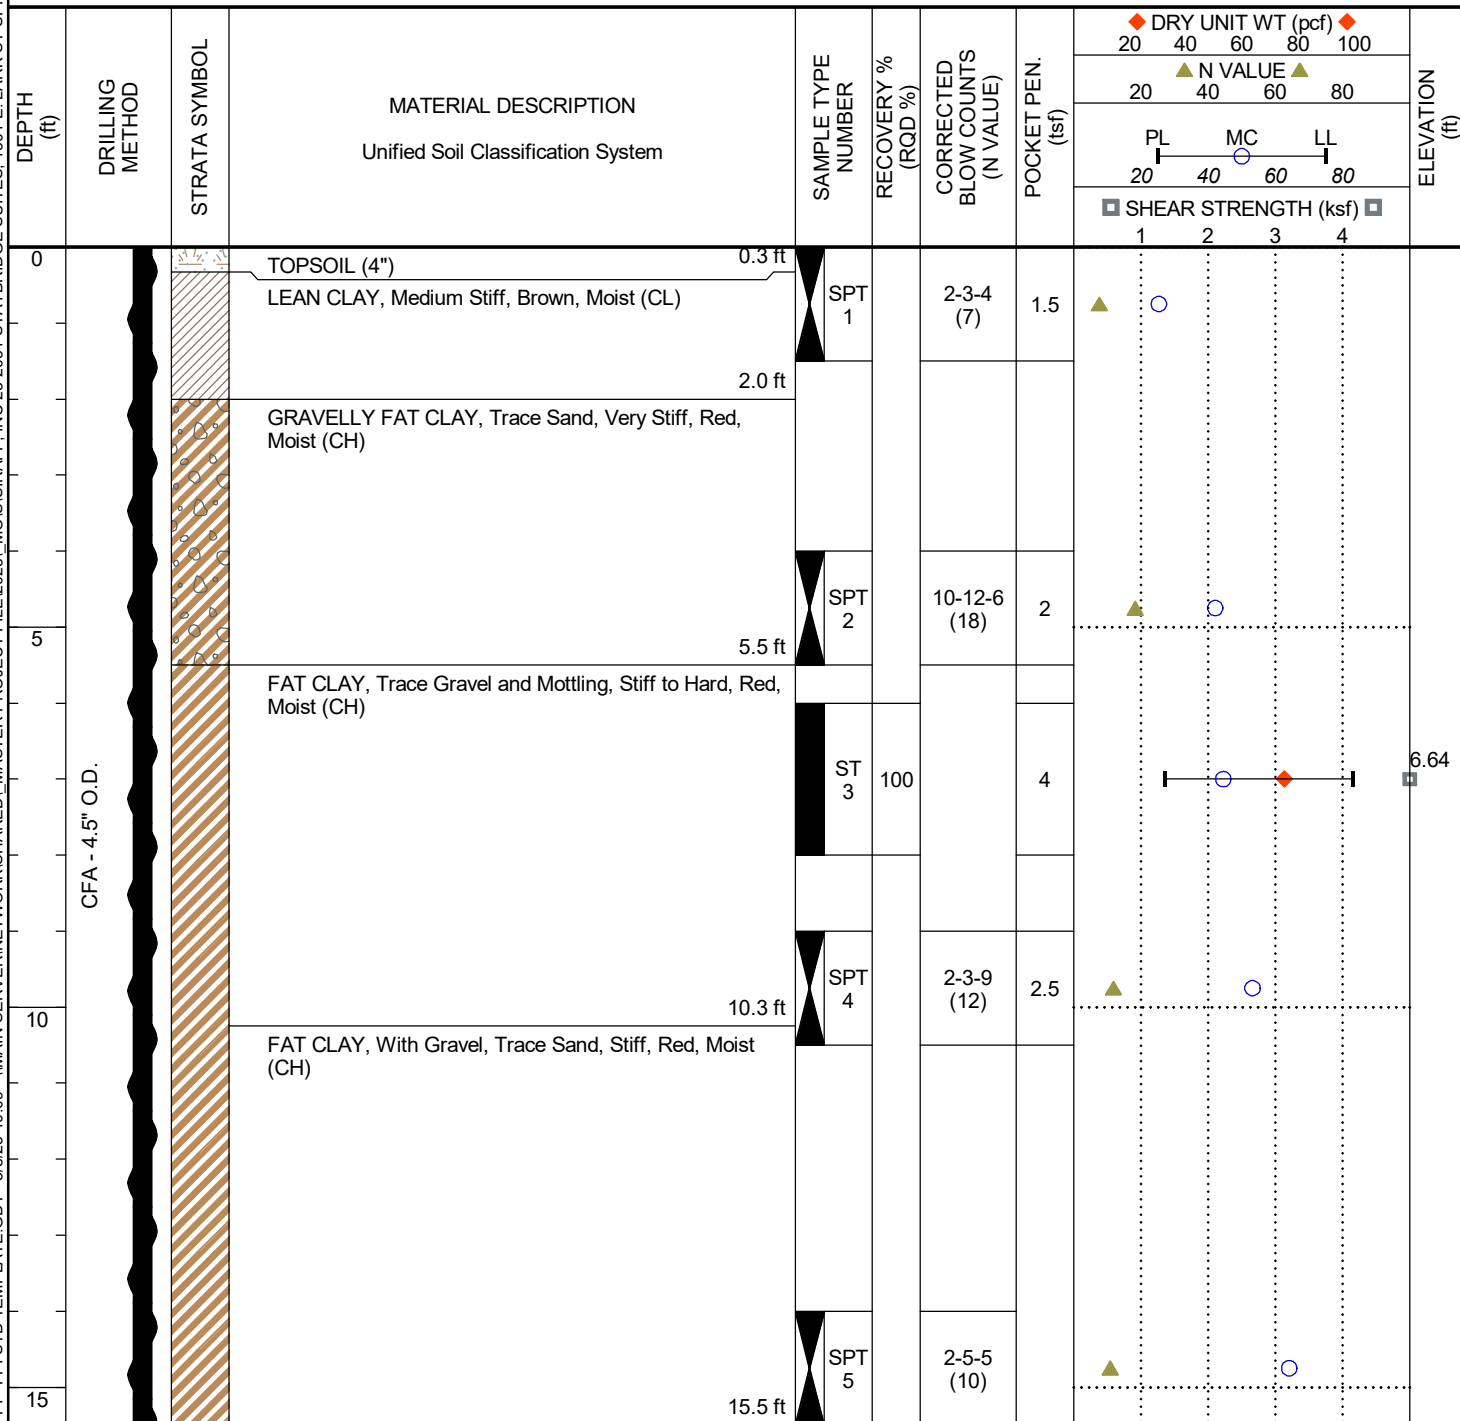 DEPTH
(ft)
DRILLING
METHOD
STRATA SYMBOL
MATERIAL DESCRIPTION
Unified Soil Classification System
SAMPLE TYPE
NUMBER
RECOVERY %
(RQD %)
CORRECTED
BLOW COUNTS
(N VALUE)
POCKET PEN.
(tsf)
DRY UNIT WT (pcf)
20 40 60 80 100
N VALUE
20 40 60 80
PL MC LL
20 40 60 80
SHEAR STRENGTH (ksf)
1 2 3 4
ELEVATION
(ft)
0
TOPSOIL (4")
0.3 ft
LEAN CLAY, Medium Stiff, Brown, Moist (CL)
SPT
1
2-3-4
(7)
1.5
2.0 ft
GRAVELLY FAT CLAY, Trace Sand, Very Stiff, Red,
Moist (CH)
SPT
2
10-12-6
(18)
2
5
5.5 ft
FAT CLAY, Trace Gravel and Mottling, Stiff to Hard, Red,
Moist (CH)
ST
3
100
4
6.64
CFA - 4.5" O.D.
SPT
4
2-3-9
(12)
2.5
10.3 ft
10
FAT CLAY, With Gravel, Trace Sand, Stiff, Red, Moist
(CH)
SPT
5
2-5-5
(10)
15
15.5 ft